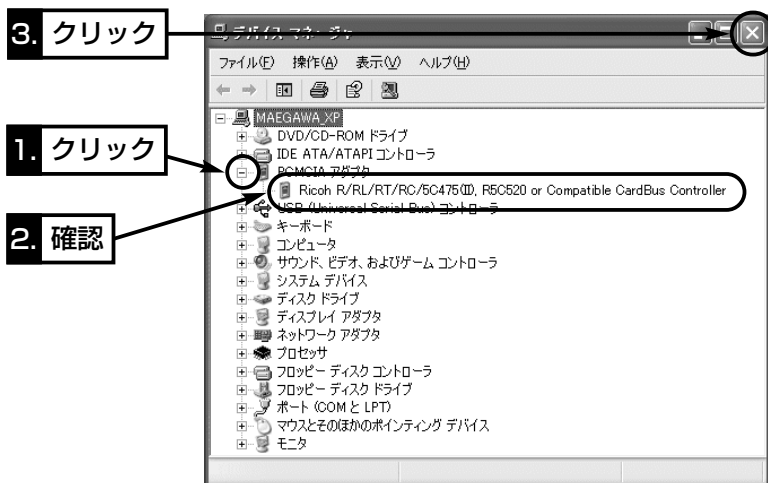 3. クリック
デバイス マネージャ
ファイル(F) 操作(A) 表示(V) ヘルプ(H)
MAEGAWA_XP
DVD/CD-ROM ドライブ
IDE ATA/ATAPI コントローラ
1. クリック
PCMCIA アダプタ
Ricoh R/RL/RT/RC/5C475(II), R5C520 or Compatible CardBus Controller
USB (Universal Serial Bus) コントローラ
2. 確認
キーボード
コンピュータ
サウンド、ビデオ、およびゲーム コントローラ
システム デバイス
ディスク ドライブ
ディスプレイ アダプタ
ネットワーク アダプタ
プロセッサ
フロッピー ディスク コントローラ
フロッピー ディスク ドライブ
ポート (COM と LPT)
マウスとそのほかのポインティング デバイス
モニタ